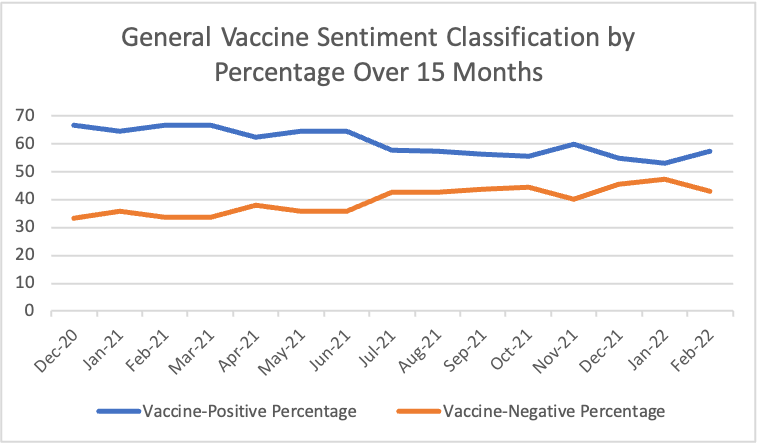 General Vaccine Sentiment Classification by
Percentage Over 15 Months
70
60
50
40
30
20
10
0
Dec-20
Jan-21
Feb-21
Mar-21
Apr-21
May-21
Jun-21
Jul-21
Aug-21
Sep-21
Oct-21
Nov-21
Dec-21
Jan-22
Feb-22
Vaccine-Positive Percentage
Vaccine-Negative Percentage